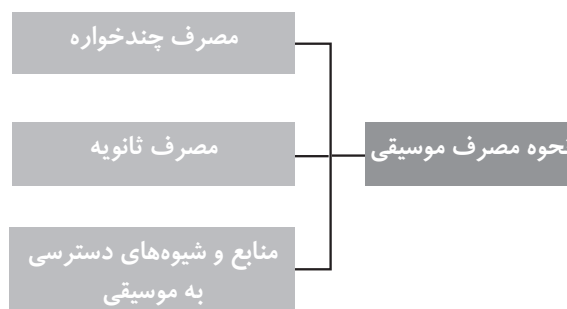 نحوه مصرف موسیقی
مصرف چندخواره
مصرف ثانویه
منابع و شیوه‌های دسترسی
به موسیقی